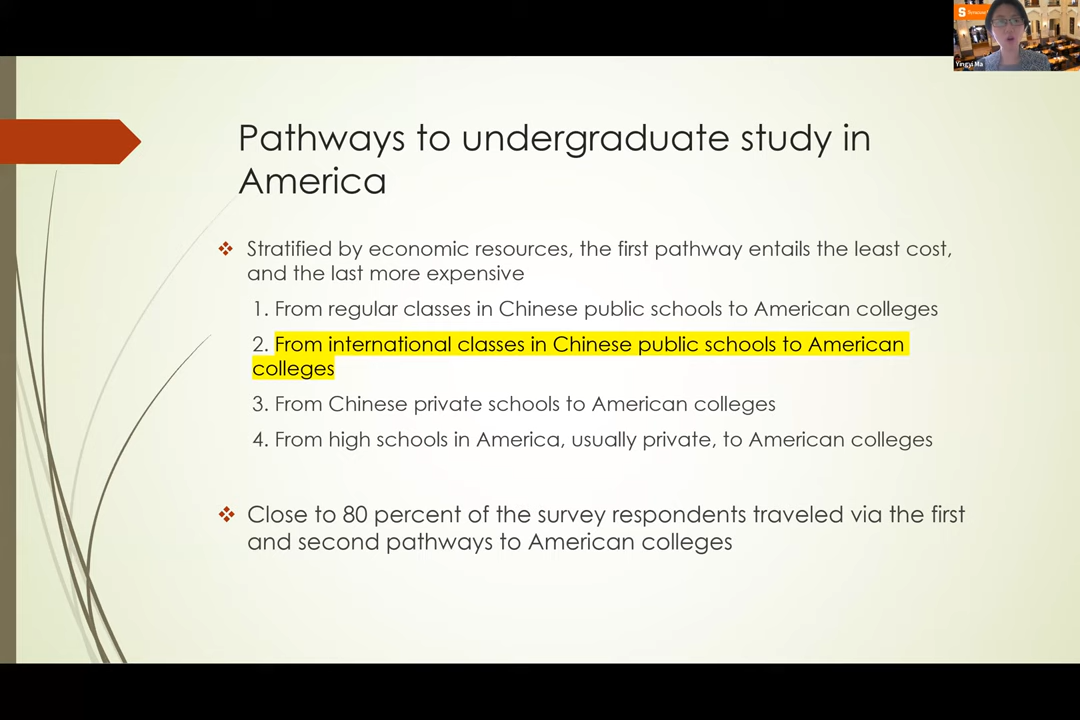 S Syracuse
Yingyi Ma
Pathways to undergraduate study in
America
❖ Stratified by economic resources, the first pathway entails the least cost,
and the last more expensive
1. From regular classes in Chinese public schools to American colleges
2. From international classes in Chinese public schools to American
colleges
3. From Chinese private schools to American colleges
4. From high schools in America, usually private, to American colleges
❖ Close to 80 percent of the survey respondents traveled via the first
and second pathways to American colleges